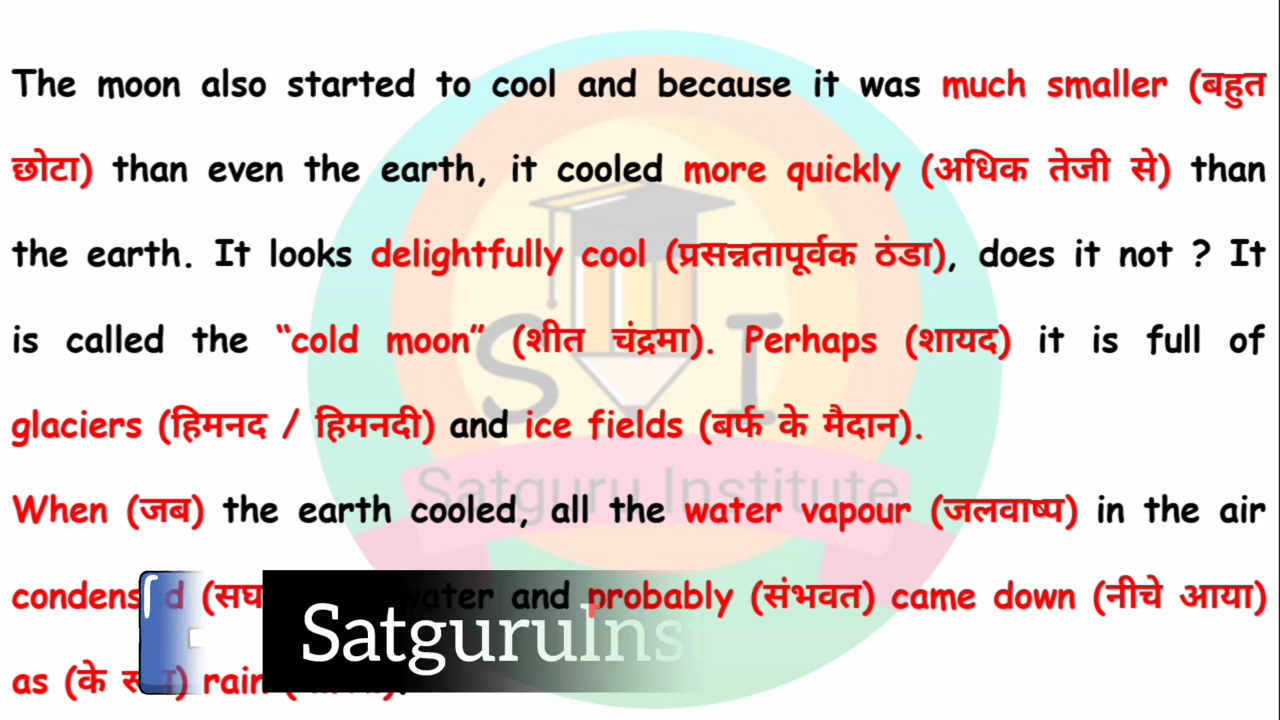 The moon also started to cool and because it was much smaller (बहुत
छोटा) than even the earth, it cooled more quickly (अधिक तेजी से) than
the earth. It looks delightfully cool (प्रसन्नतापूर्वक ठंडा), does it not ? It
is called the “cold moon” (शीत चंद्रमा). Perhaps (शायद) it is full of
glaciers (हिमनद / हिमनदी) and ice fields (बर्फ के मैदान).
When (जब) the earth cooled, all the water vapour (जलवाष्प) in the air
water and probably (संभवत) came down (नीचे आया)
as (के rain
S I
Satguru Institute
SatguruInst